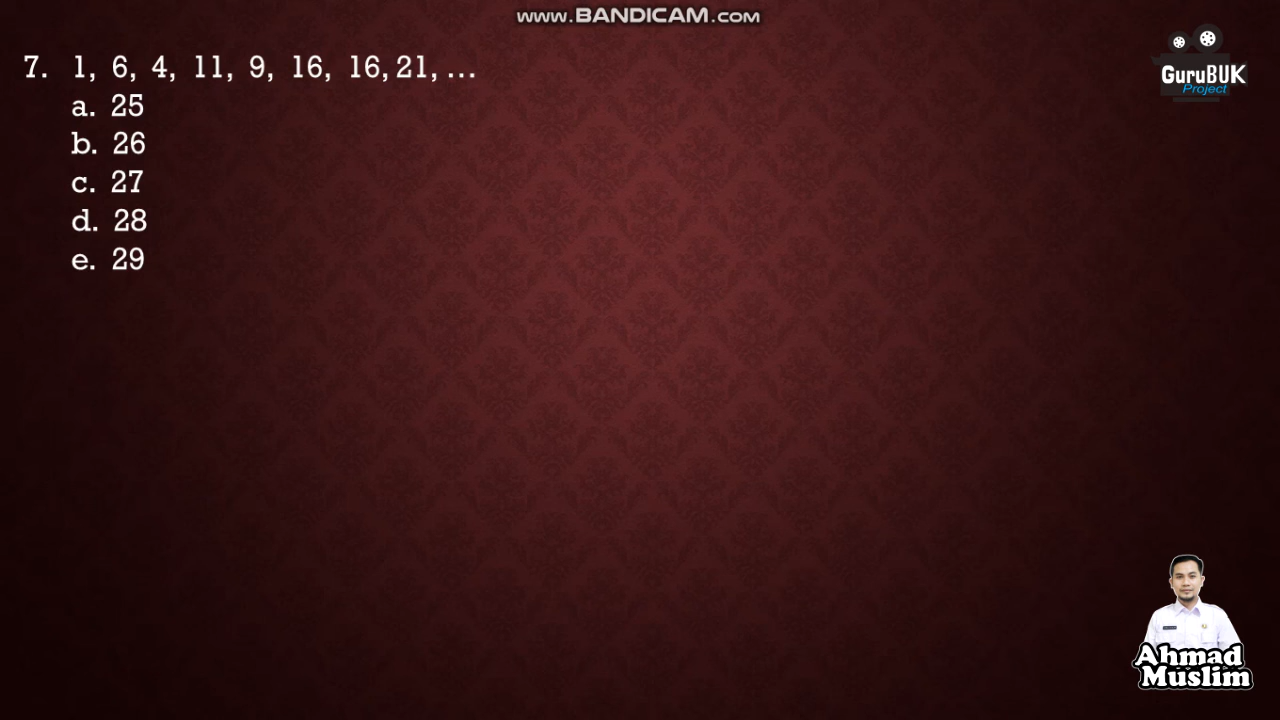 www.BANDICAM.com
7. 1, 6, 4, 11, 9, 16, 16, 21, ...
a. 25
b. 26
c. 27
d. 28
e. 29
GuruBUK
Project
Ahmad
Muslim